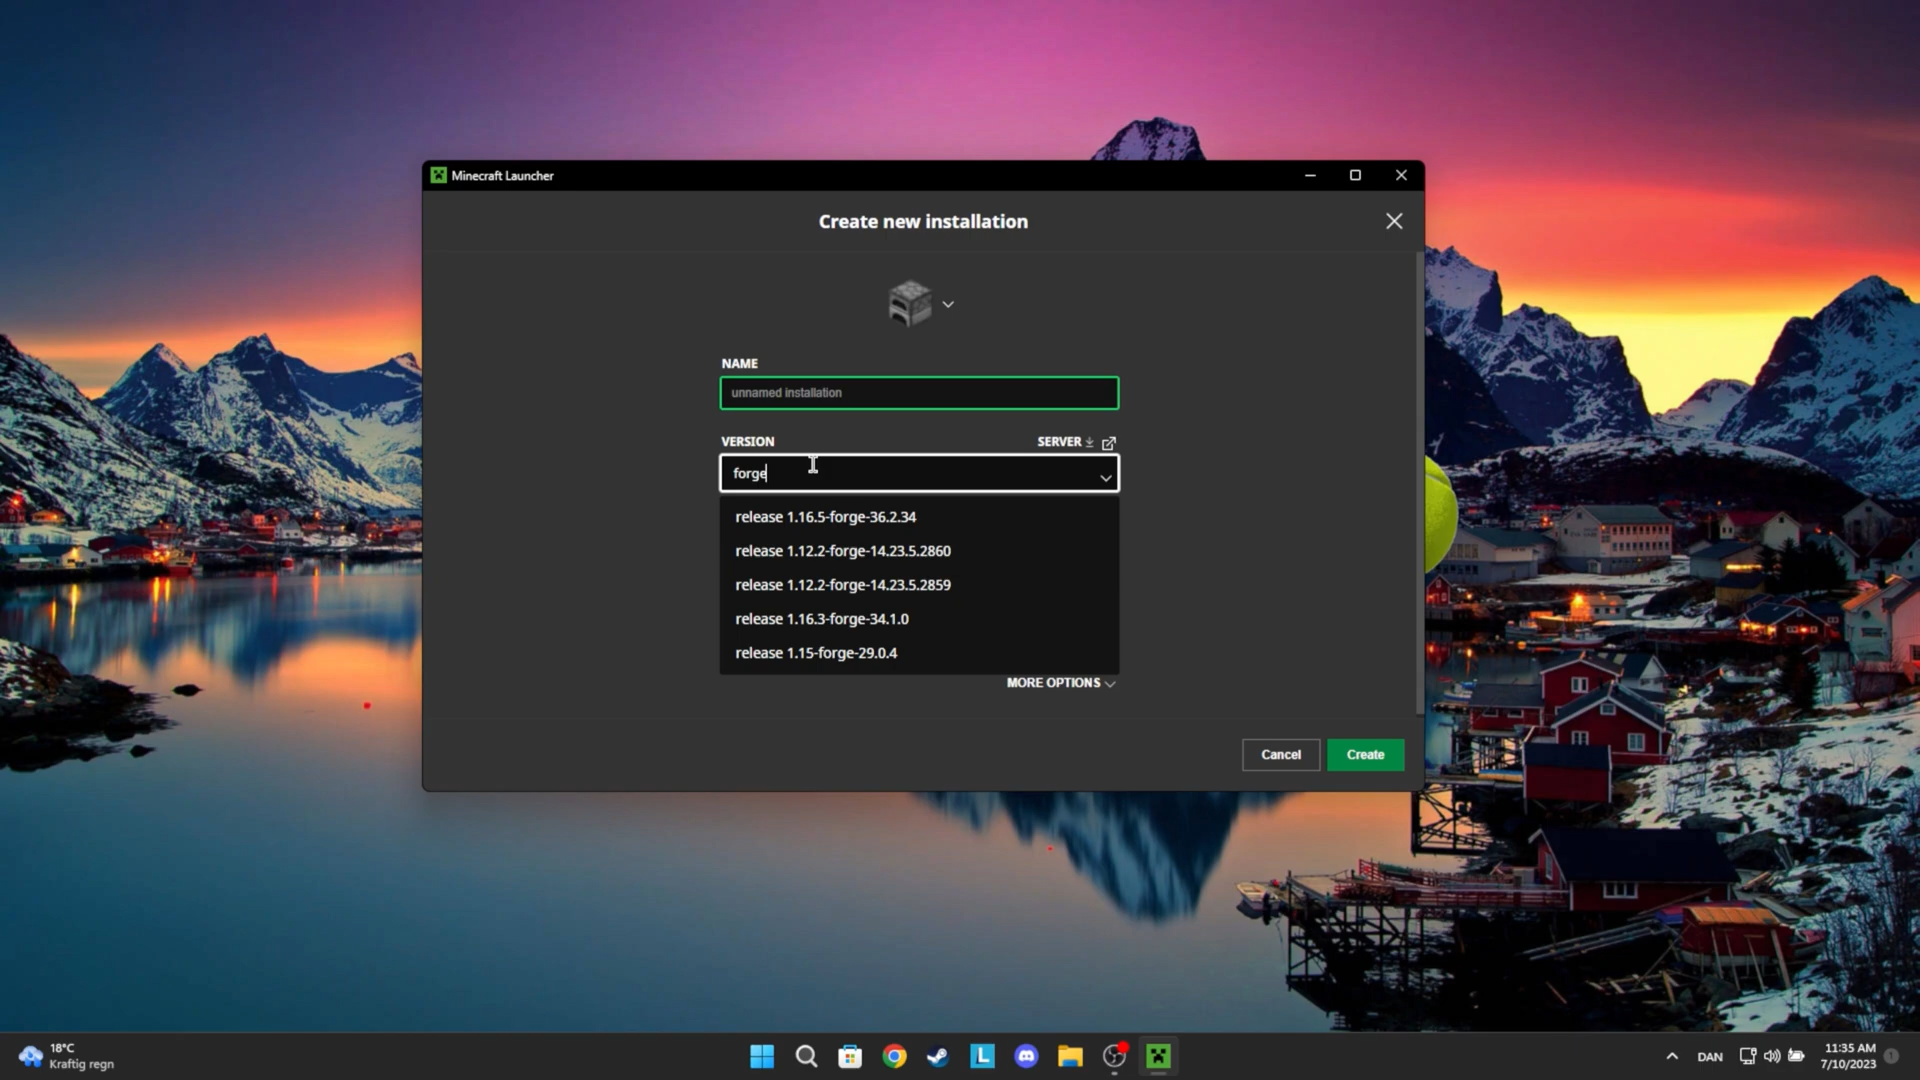 Minecraft Launcher
Create new installation
NAME
unnamed installation
VERSION
SERVER
forge
release 1.16.5-forge-36.2.34
release 1.12.2-forge-14.23.5.2860
release 1.12.2-forge-14.23.5.2859
release 1.16.3-forge-34.1.0
release 1.15-forge-29.0.4
MORE OPTIONS
Cancel
Create
18°C
Kraftig regn
L
DAN
11:35 AM
7/10/2023
1